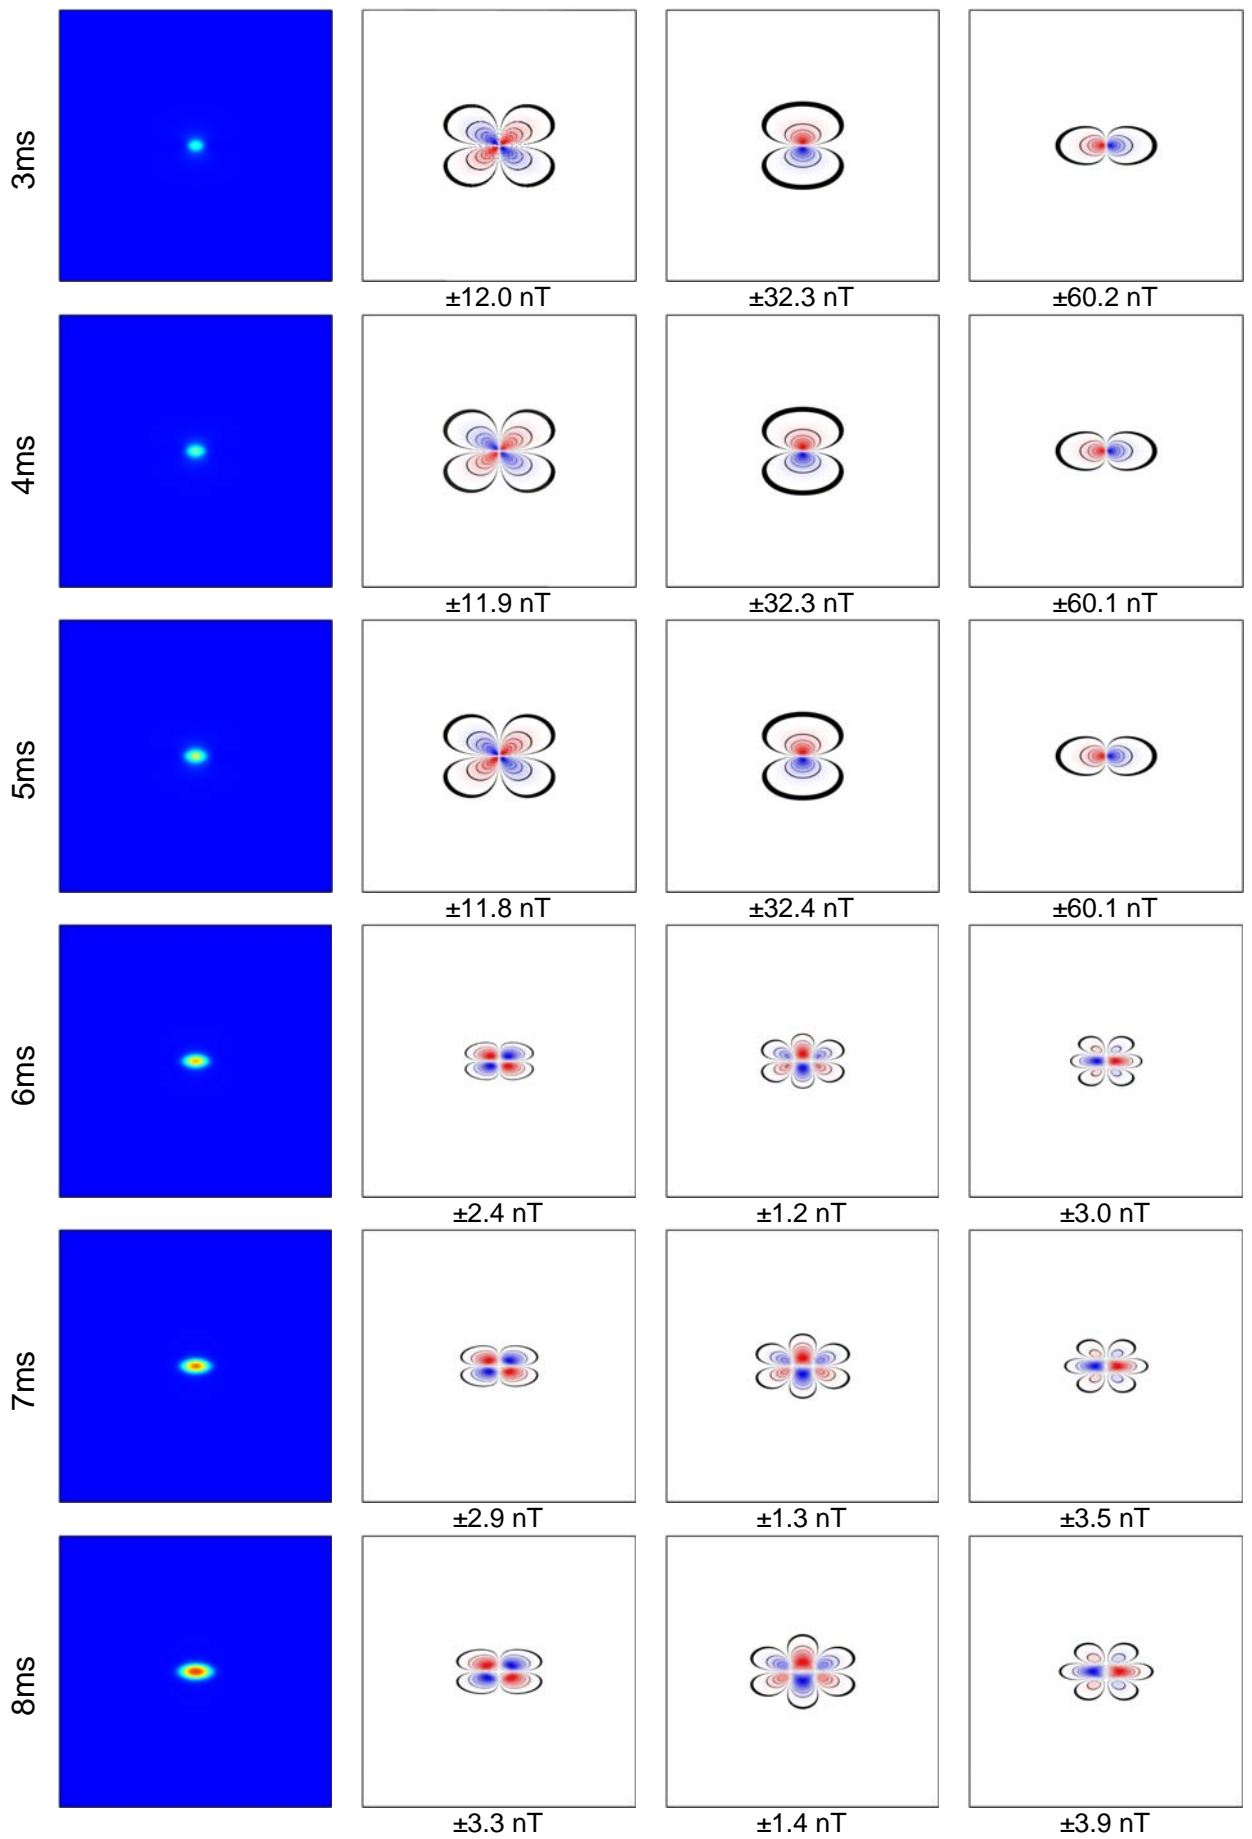 3ms
±12.0 nT ±32.3 nT ±60.2 nT
4ms
±11.9 nT ±32.3 nT ±60.1 nT
5ms
±11.8 nT ±32.4 nT ±60.1 nT
6ms
±2.4 nT ±1.2 nT ±3.0 nT
7ms
±2.9 nT ±1.3 nT ±3.5 nT
8ms
±3.3 nT ±1.4 nT ±3.9 nT